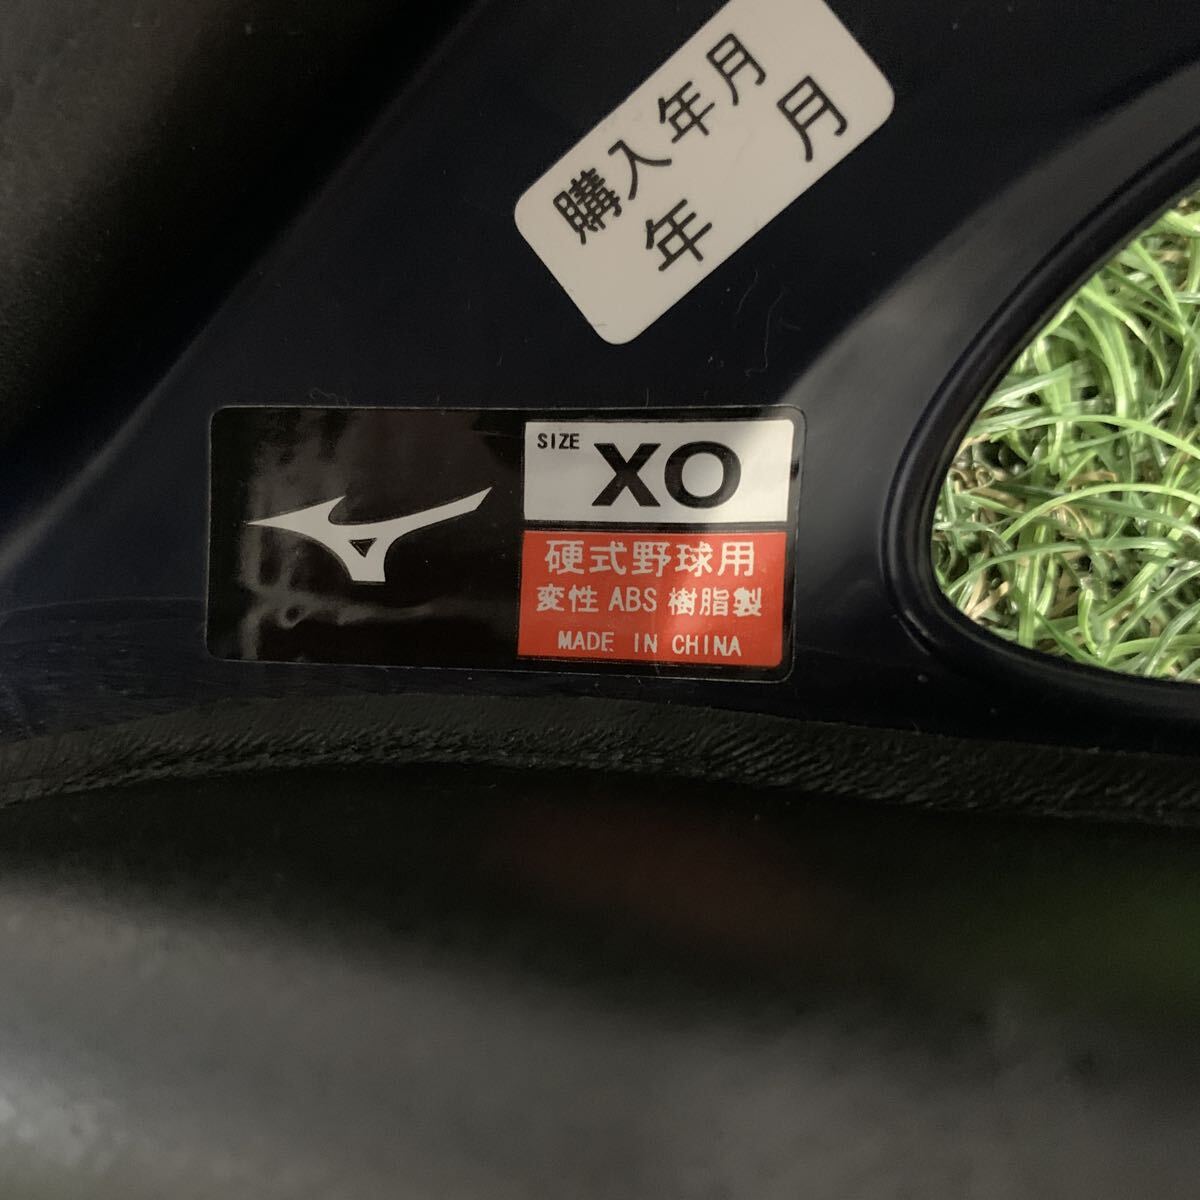 購入年月
年 月
SIZE XO
硬式野球用
変性 ABS 樹脂製
MADE IN CHINA